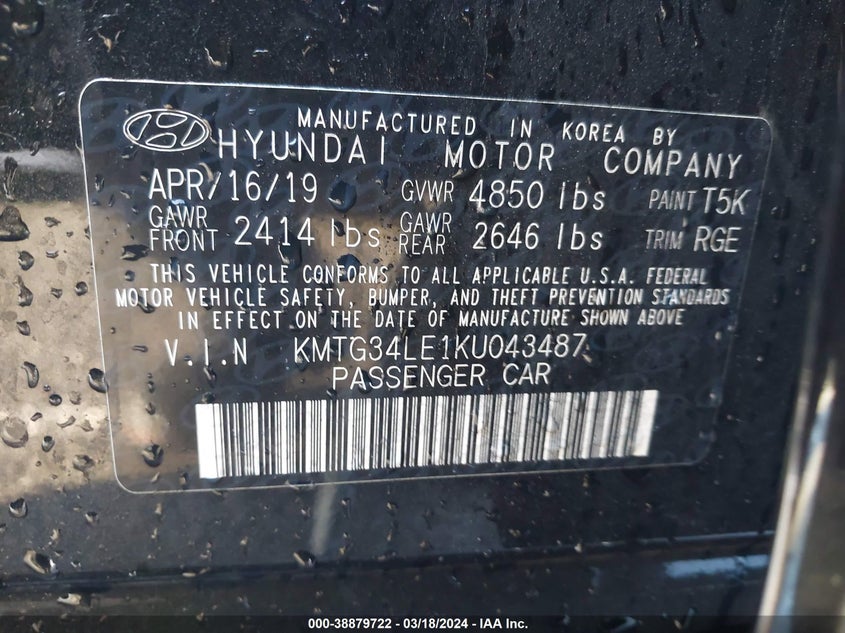 MANUFACTURED IN KOREA BY
HYUNDAI MOTOR COMPANY
APR/16/19 GVWR 4850 lbs PAINT T5K
GAWR FRONT 2414 lbs GAWR REAR 2646 lbs TRIM RGE
THIS VEHICLE CONFORMS TO ALL APPLICABLE U.S.A. FEDERAL
MOTOR VEHICLE SAFETY, BUMPER, AND THEFT PREVENTION STANDARDS
IN EFFECT ON THE DATE OF MANUFACTURE SHOWN ABOVE
V.I.N KMTG34LE1KU043487
PASSENGER CAR
000-38879722 - 03/18/2024 - IAA Inc.